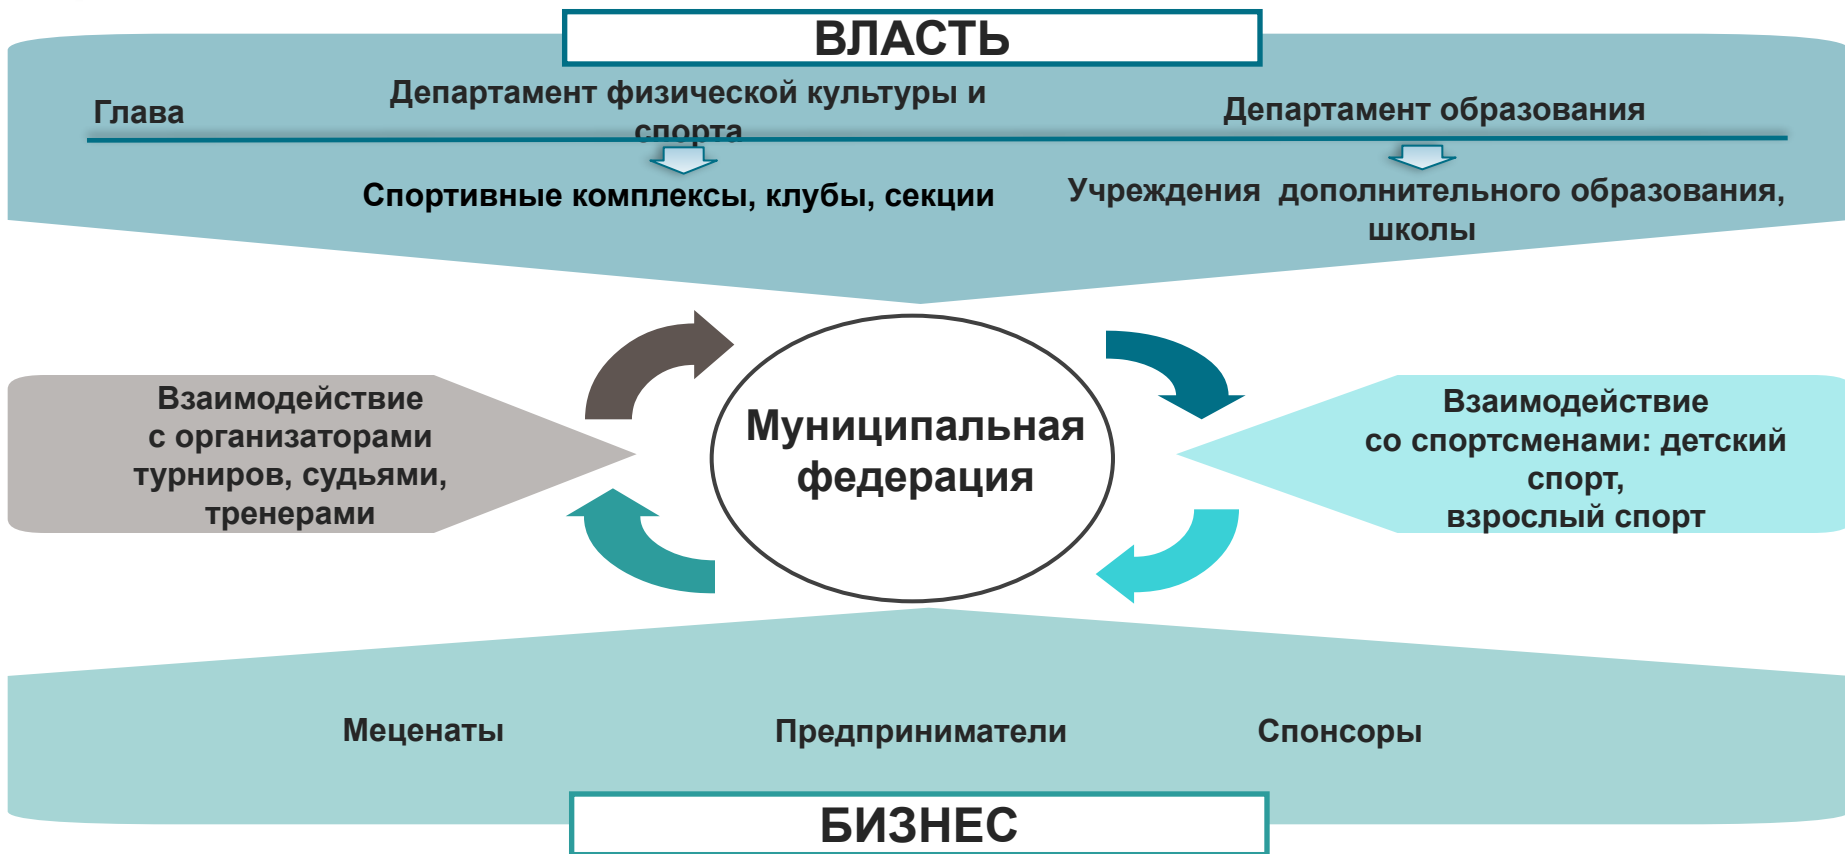 ВЛАСТЬ
Глава
Департамент физической культуры и
спорта
Департамент образования
Спортивные комплексы, клубы, секции
Учреждения  дополнительного образования,
школы
Взаимодействие
с организаторами
турниров, судьями,
тренерами
Муниципальная
федерация
Взаимодействие
со спортсменами: детский
спорт,
взрослый спорт
Меценаты
Предприниматели
Спонсоры
БИЗНЕС